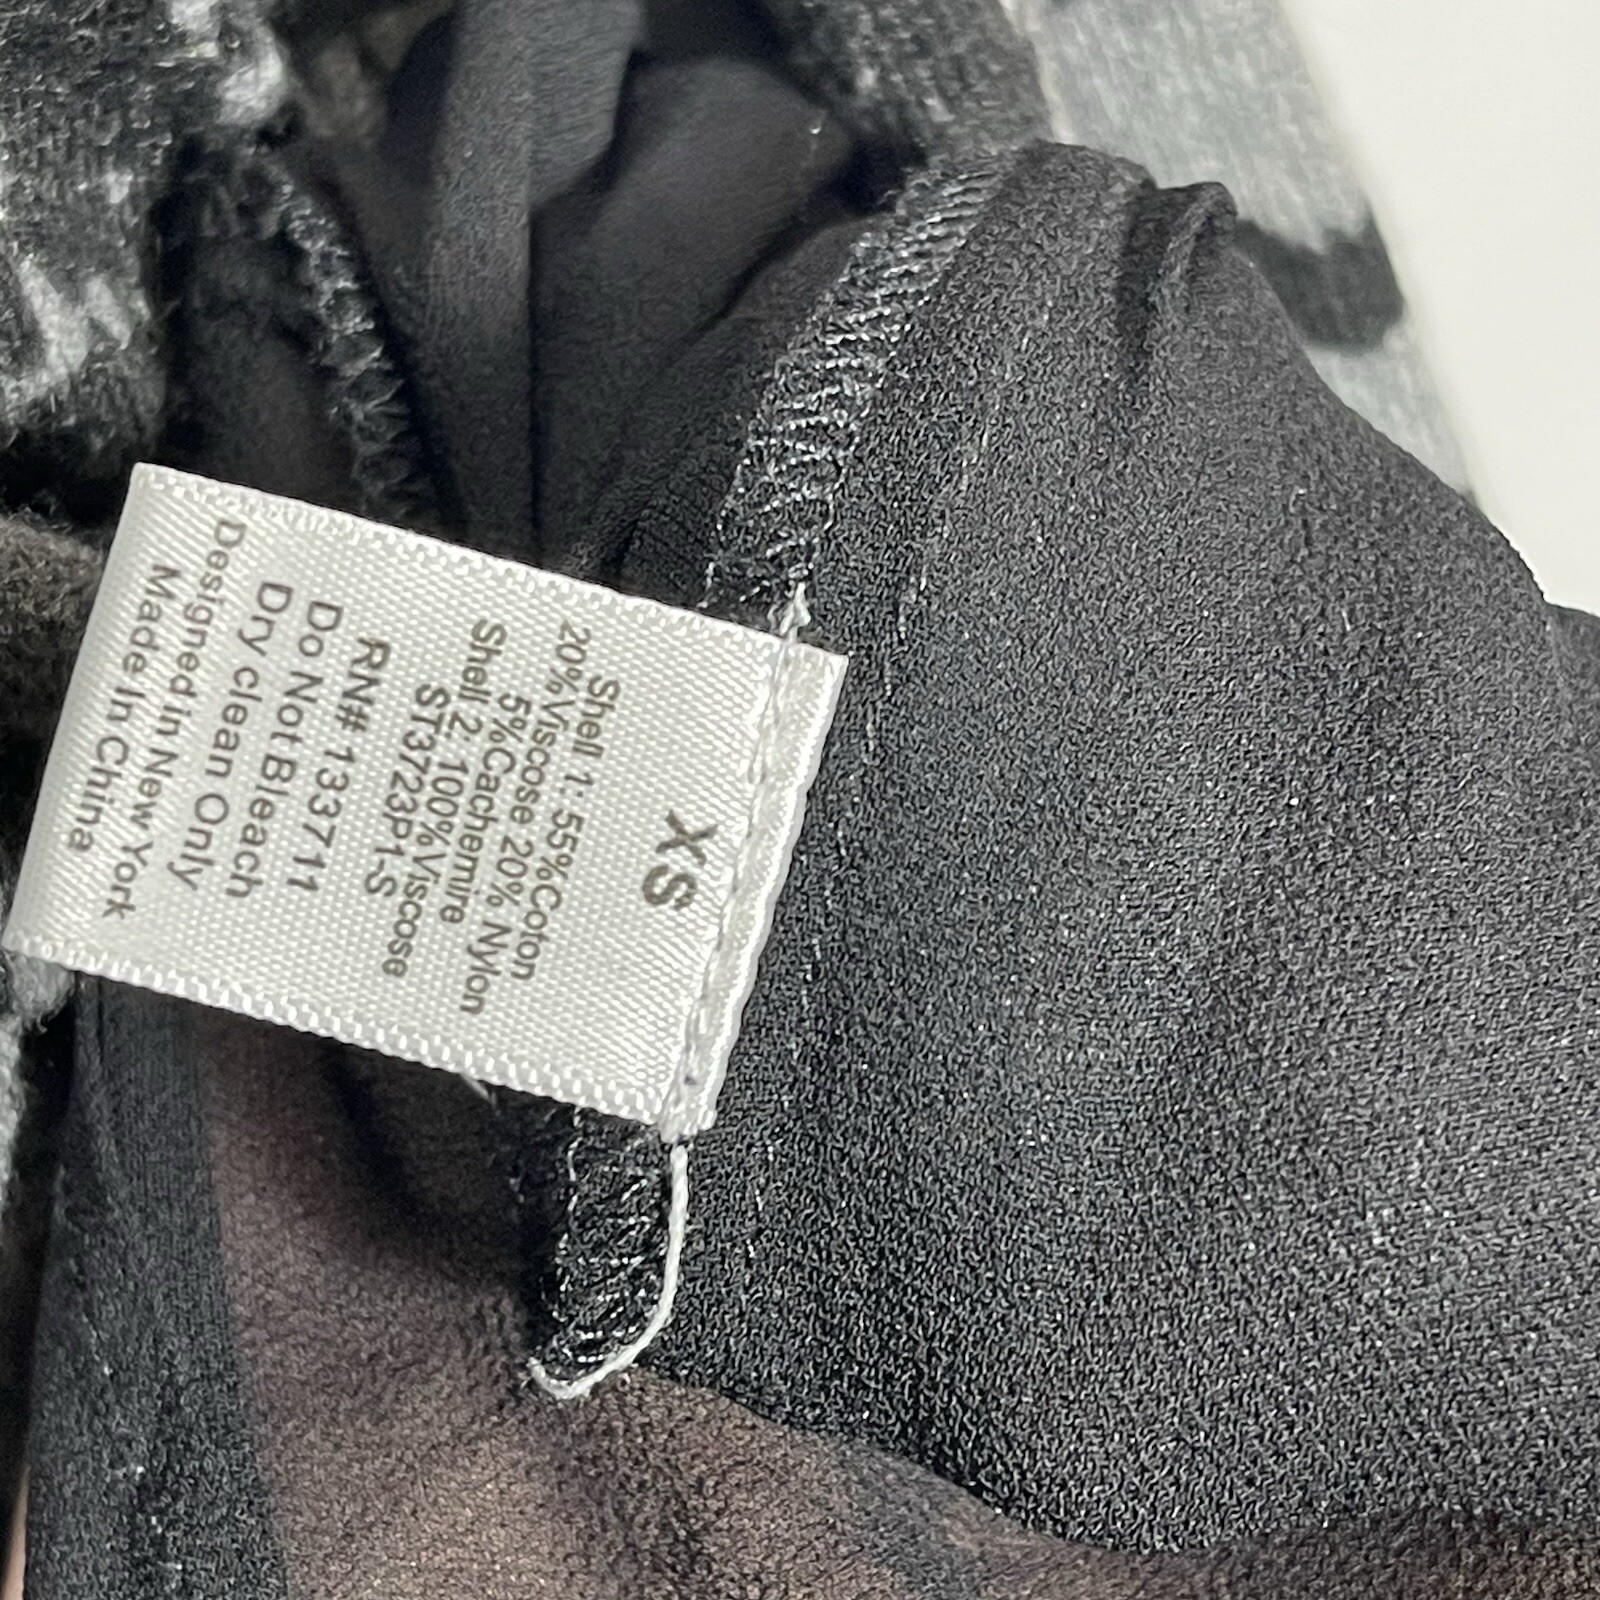 XS
Shell 1: 55%Coton
20%Viscose 20% Nylon
5%Cachemire
Shell 2: 100%Viscose
ST3723P1-S
RN# 133711
Do Not Bleach
Dry clean Only
Designed in New York
Made in China